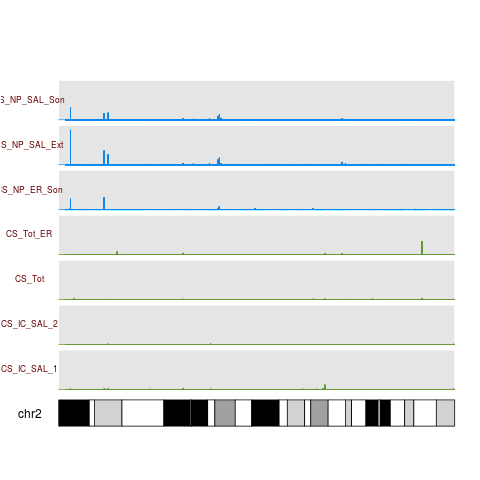 S_NP_SAL_Son
S_NP_SAL_Ext
S_NP_ER_Son
CS_Tot_ER
CS_Tot
CS_IC_SAL_2
CS_IC_SAL_1
chr2